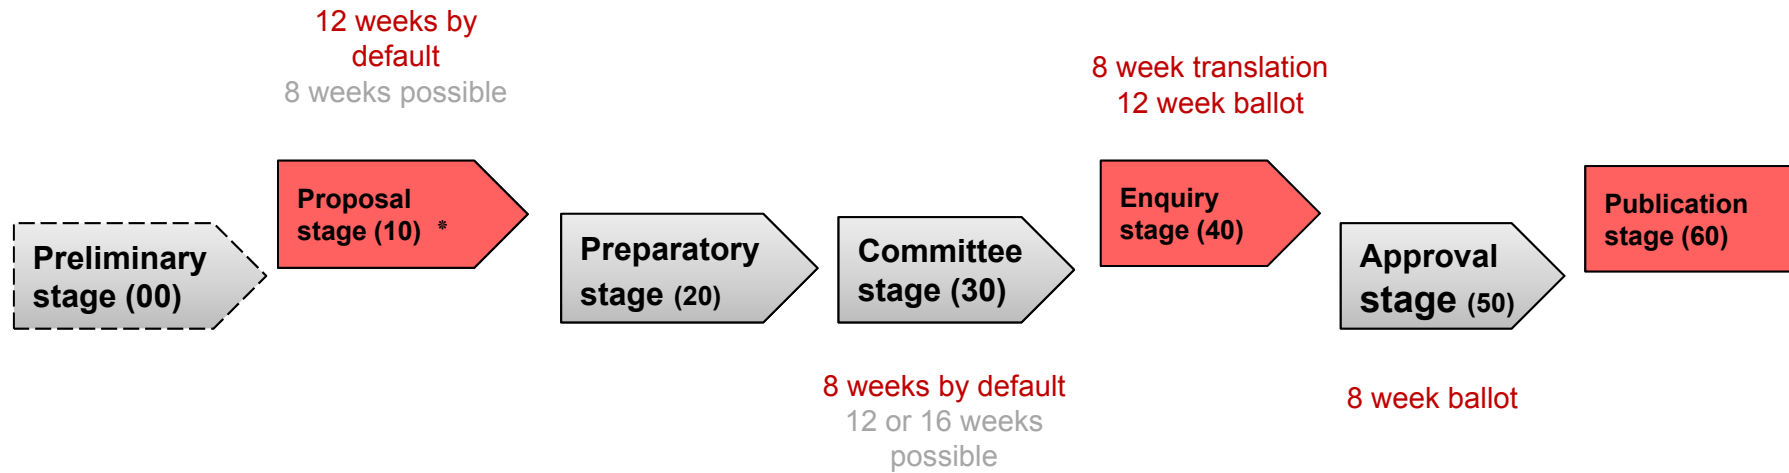 12 weeks by
default
8 weeks possible
8 week translation
12 week ballot
Preliminary
stage (00)
Proposal
stage (10) *
Preparatory
stage (20)
Committee
stage (30)
Enquiry
stage (40)
Approval
stage (50)
Publication
stage (60)
8 weeks by default
12 or 16 weeks
possible
8 week ballot